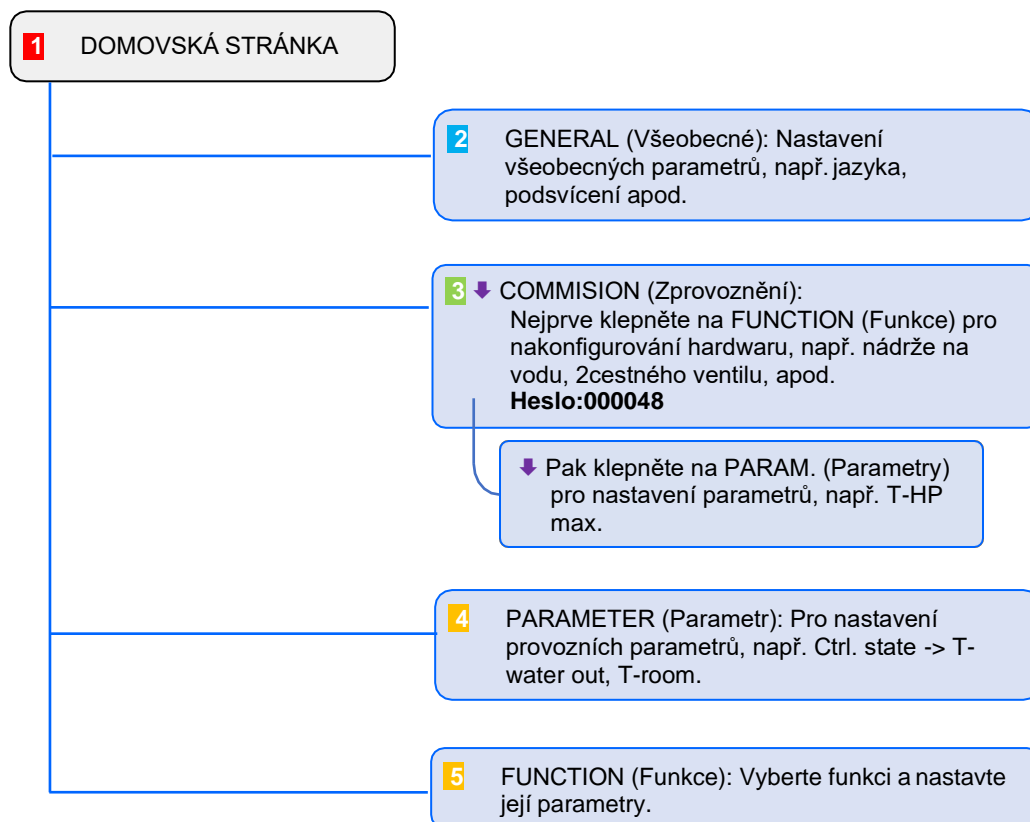 1 DOMOVSKÁ STRÁNKA
2 GENERAL (Všeobecné): Nastavení
všeobecných parametrů, např. jazyka,
podsvícení apod.
3 COMMISION (Zprovoznění):
Nejprve klepněte na FUNCTION (Funkce) pro
nakonfigurování hardwaru, např. nádrže na
vodu, 2cestného ventilu, apod.
Heslo:000048
Pak klepněte na PARAM. (Parametry)
pro nastavení parametrů, např. T-HP
max.
4 PARAMETER (Parametr): Pro nastavení
provozních parametrů, např. Ctrl. state -> T-
water out, T-room.
5 FUNCTION (Funkce): Vyberte funkci a nastavte
její parametry.